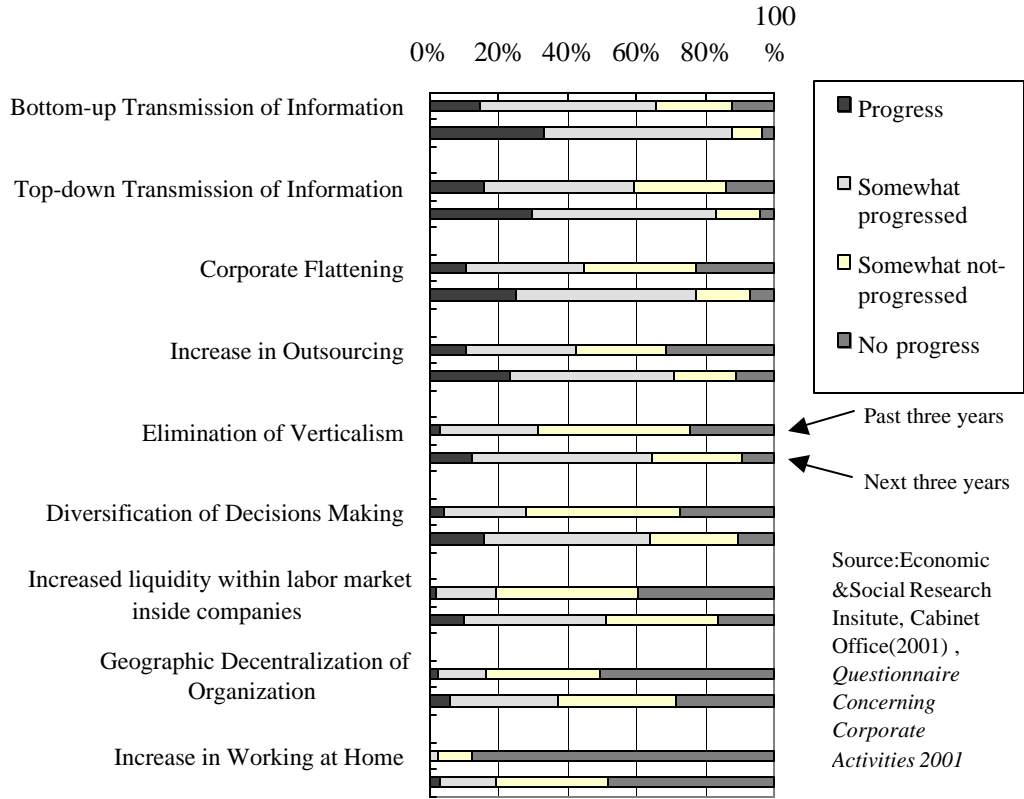 100
0% 20% 40% 60% 80% %
Bottom-up Transmission of Information
Top-down Transmission of Information
Corporate Flattening
Increase in Outsourcing
Elimination of Verticalism
Diversification of Decisions Making
Increased liquidity within labor market
inside companies
Geographic Decentralization of
Organization
Increase in Working at Home
Progress
Somewhat
progressed
Somewhat not-
progressed
No progress
Past three years
Next three years
Source:Economic
&Social Research
Insitute, Cabinet
Office(2001) ,
Questionnaire
Concerning
Corporate
Activities 2001